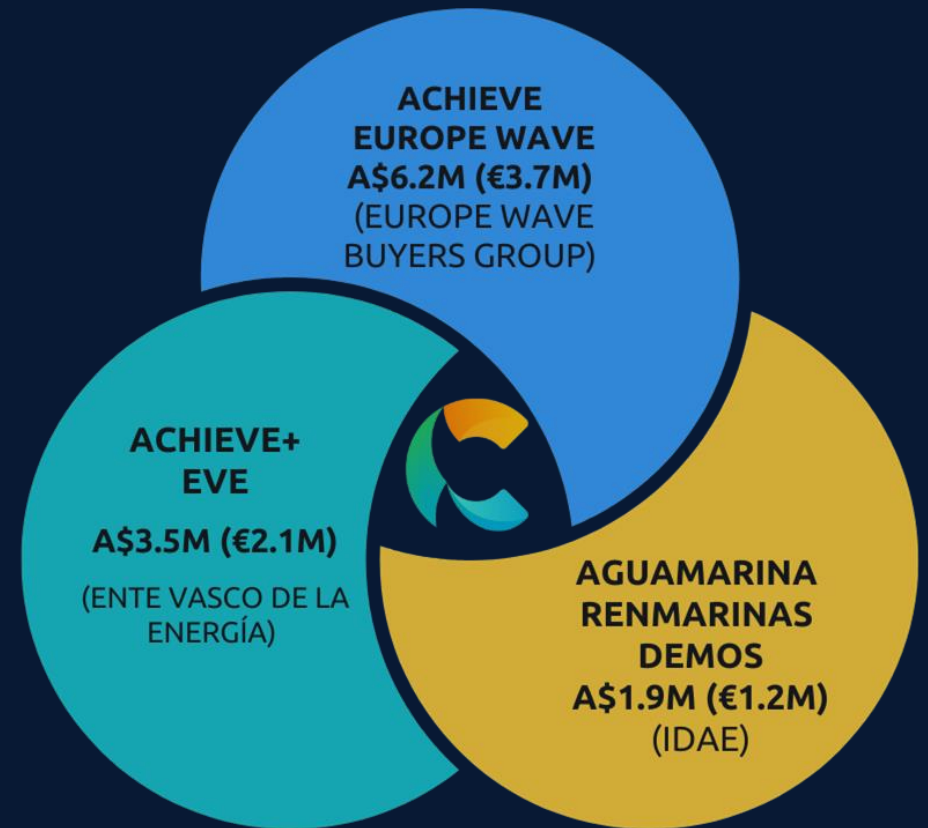 ACHIEVE
EUROPE WAVE
A$6.2M (€3.7M)
(EUROPE WAVE
BUYERS GROUP)
ACHIEVE+
EVE
A$3.5M (€2.1M)
(ENTE VASCO DE LA
ENERGÍA)
AGUAMARINA
RENMARINAS
DEMOS
A$1.9M (€1.2M)
(IDAE)